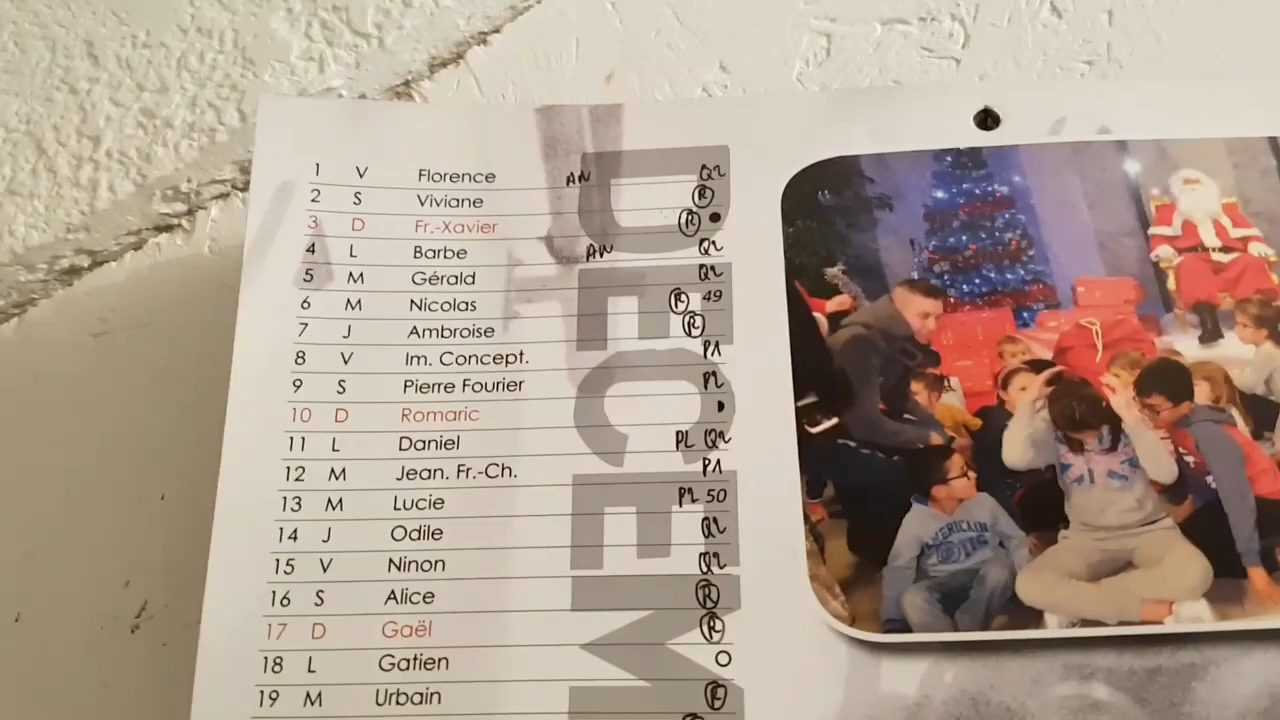 1 V Florence AN Q2
2 S Viviane R
3 D Fr.-Xavier R
4 L Barbe AN Q2
5 M Gérald Q2
6 M Nicolas R 49
7 J Ambroise R
8 V Im. Concept. P1
9 S Pierre Fourier P2
10 D Romaric
11 L Daniel P2 Q2
12 M Jean. Fr.-Ch. P1
13 M Lucie P2 50
14 J Odile Q2
15 V Ninon Q2
16 S Alice R
17 D Gaël R
18 L Gatien
19 M Urbain R
DECEM